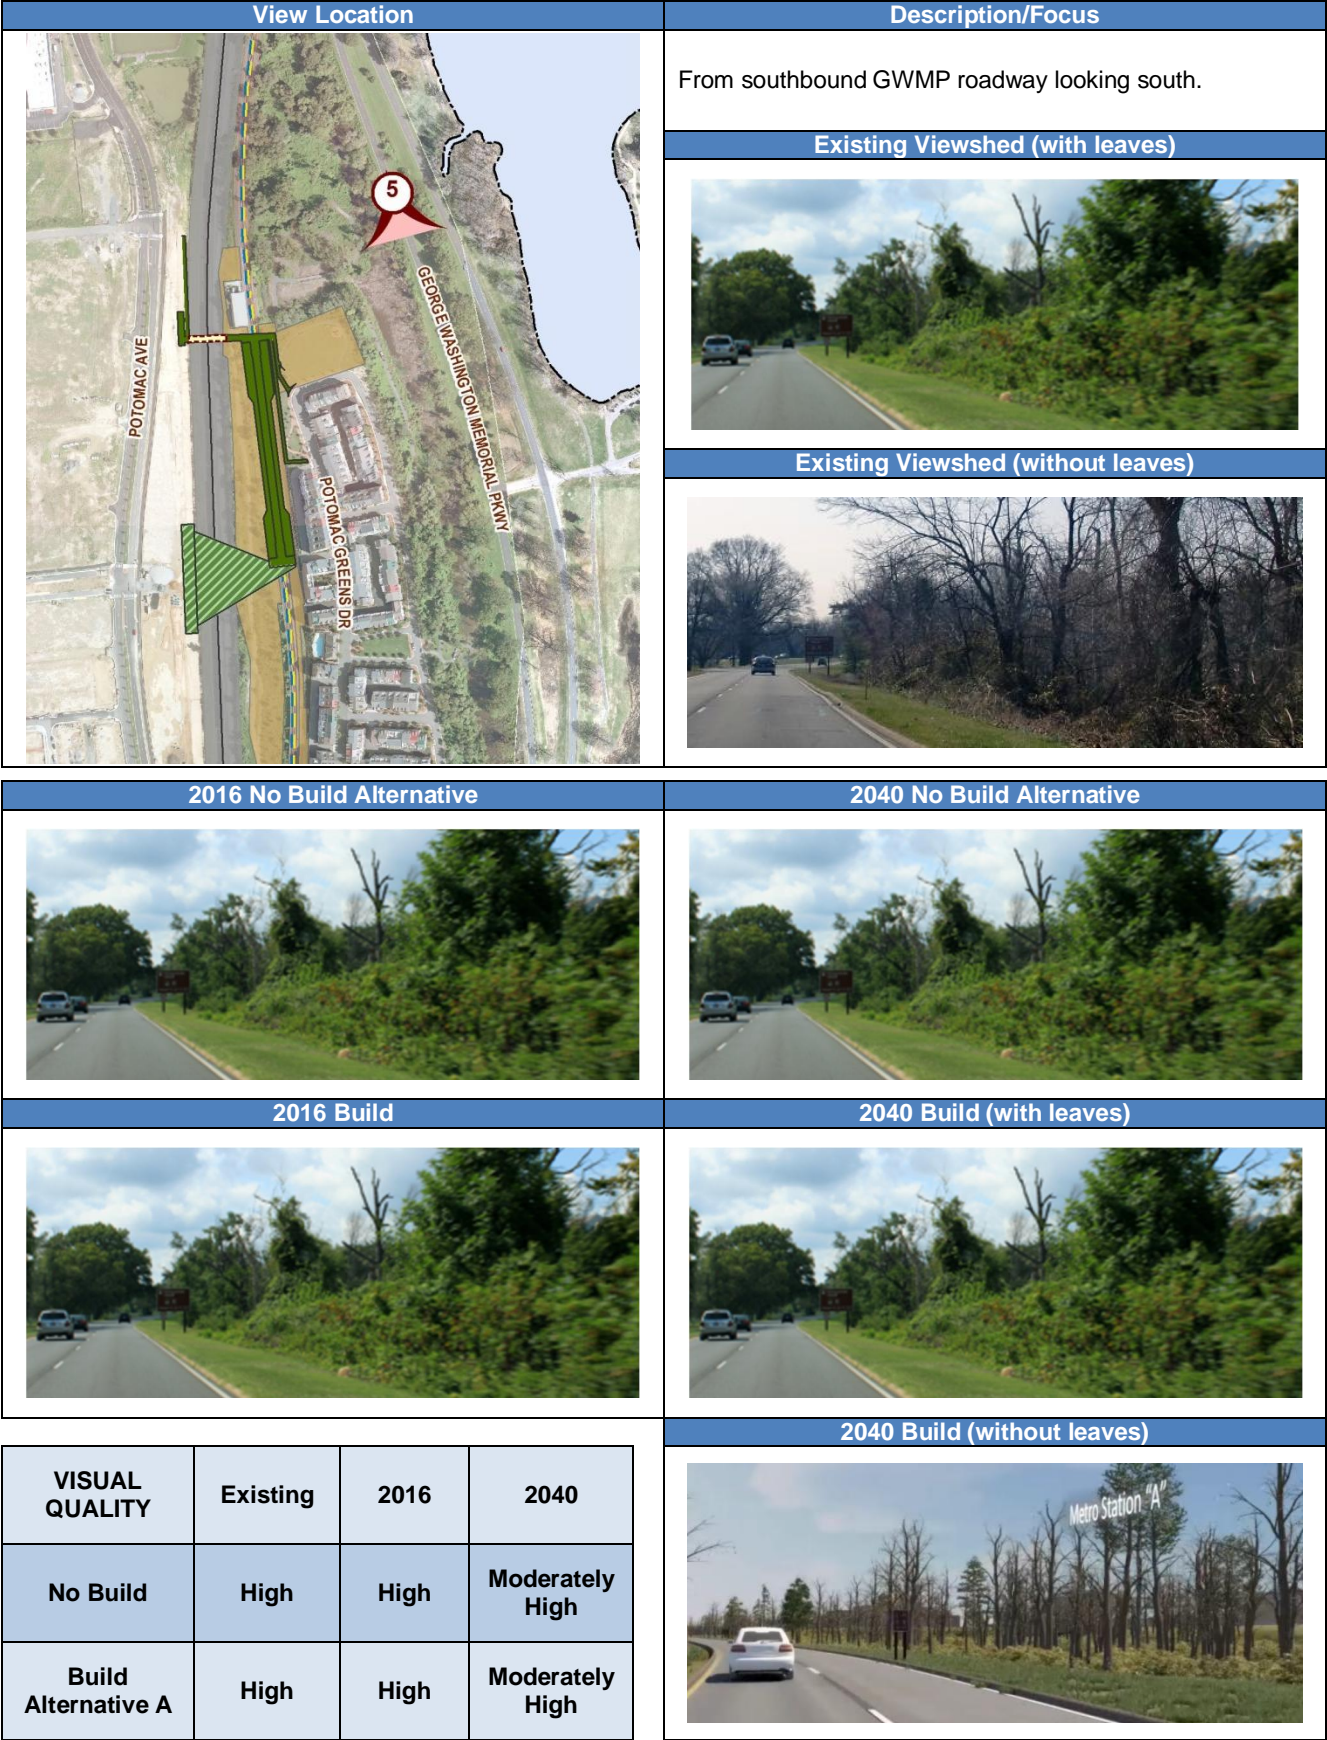 View Location
Description/Focus
5
POTOMAC AVE
GEORGE WASHINGTON MEMORIAL PKWY
POTOMAC GREENS DR
From southbound GWMP roadway looking south.
Existing Viewshed (with leaves)
Existing Viewshed (without leaves)
2016 No Build Alternative
2040 No Build Alternative
2016 Build
2040 Build (with leaves)
2040 Build (without leaves)
Metro Station "A"
VISUAL
QUALITY
Existing
2016
2040
No Build
High
High
Moderately
High
Build
Alternative A
High
High
Moderately
High